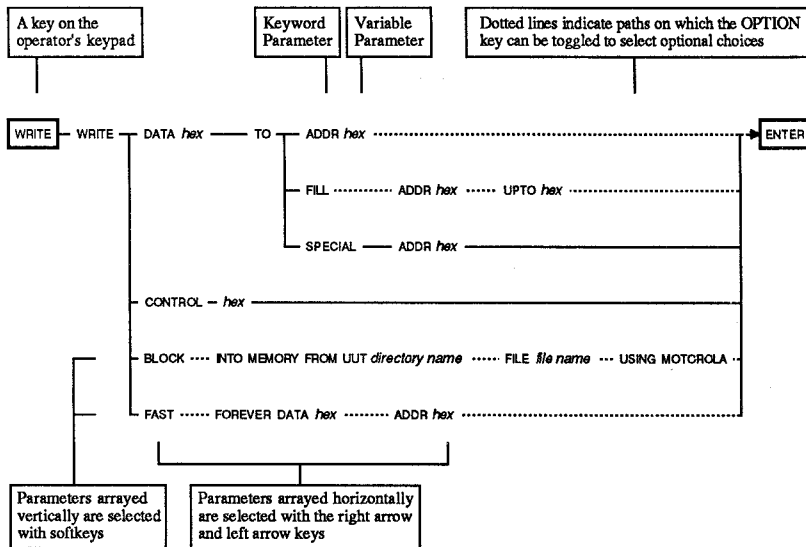 A key on the
operator's keypad
Keyword
Parameter
Variable
Parameter
Dotted lines indicate paths on which the OPTION
key can be toggled to select optional choices
WRITE WRITE DATA hex TO ADDR hex ENTER
FILL ADDR hex UPTO hex
SPECIAL ADDR hex
CONTROL hex
BLOCK INTO MEMORY FROM UUT directory name FILE file name USING MOTOROLA
FAST FOREVER DATA hex ADDR hex
Parameters arrayed
vertically are selected
with softkeys
Parameters arrayed horizontally
are selected with the right arrow
and left arrow keys